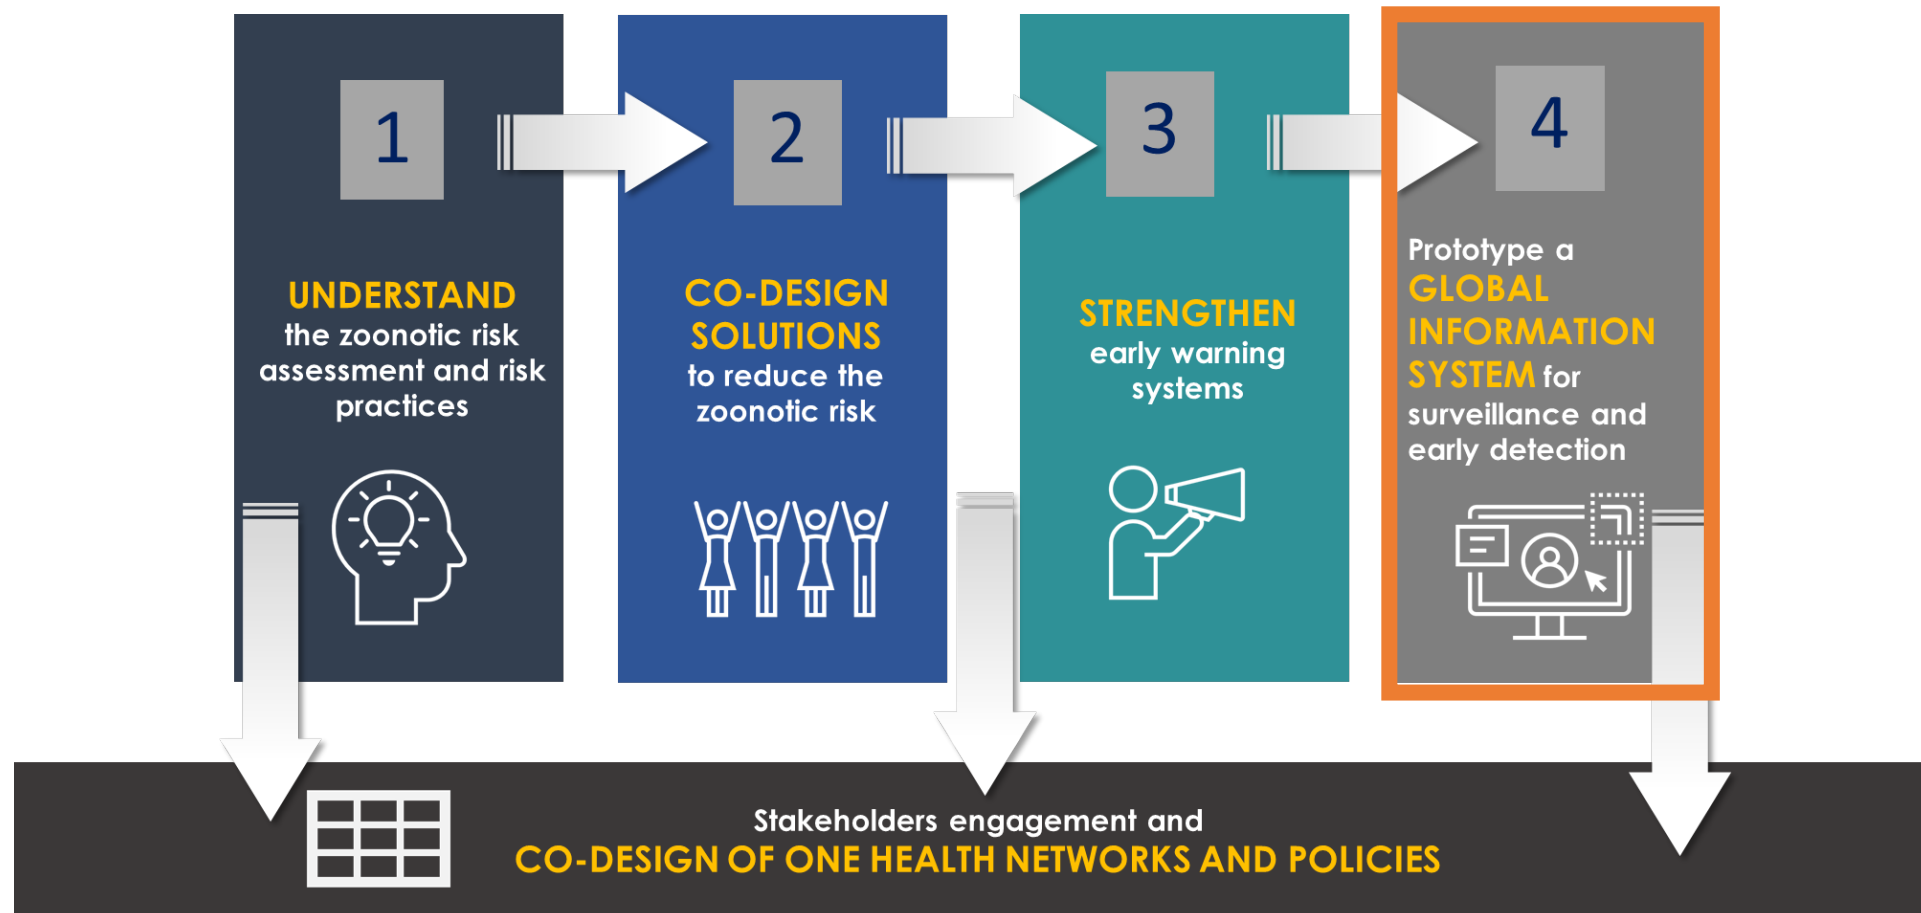 1
UNDERSTAND
the zoonotic risk
assessment and risk
practices
2
CO-DESIGN
SOLUTIONS
to reduce the
zoonotic risk
3
STRENGTHEN
early warning
systems
4
Prototype a
GLOBAL
INFORMATION
SYSTEM for
surveillance and
early detection
Stakeholders engagement and
CO-DESIGN OF ONE HEALTH NETWORKS AND POLICIES